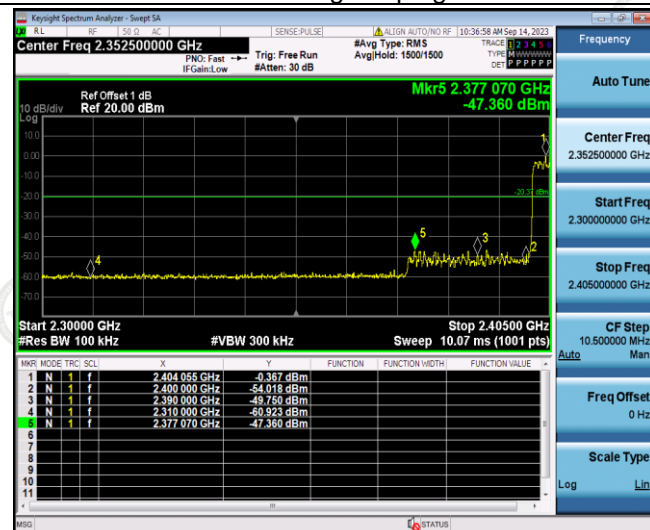 Keysight Spectrum Analyzer - Swept SA
RL RF 50 Ω AC SENSE:PULSE ALIGN AUTO/NO RF 10:36:58 AM Sep 14, 2023
Center Freq 2.352500000 GHz
PNO: Fast
IFGain:Low
Trig: Free Run
#Atten: 30 dB
#Avg Type: RMS
Avg|Hold: 1500/1500
TRACE 1 2 3 4 5 6
TYPE M WWWWW
DET P P P P P P
Ref Offset 1 dB
10 dB/div Ref 20.00 dBm
Log
Mkr5 2.377 070 GHz
-47.360 dBm
10.0
0.00
-10.0
-20.0
-30.0
-40.0
-50.0
-60.0
-70.0
1
5
3
2
4
Start 2.30000 GHz Stop 2.40500 GHz
#Res BW 100 kHz #VBW 300 kHz Sweep 10.07 ms (1001 pts)
MKR MODE TRC SCL X Y FUNCTION FUNCTION WIDTH FUNCTION VALUE
1 N 1 f 2.404 055 GHz -0.367 dBm
2 N 1 f 2.400 000 GHz -54.018 dBm
3 N 1 f 2.390 000 GHz -49.750 dBm
4 N 1 f 2.310 000 GHz -60.923 dBm
5 N 1 f 2.377 070 GHz -47.360 dBm
6
7
8
9
10
11
MSG STATUS
Frequency
Auto Tune
Center Freq
2.352500000 GHz
Start Freq
2.300000000 GHz
Stop Freq
2.405000000 GHz
CF Step
10.500000 MHz
Auto Man
Freq Offset
0 Hz
Scale Type
Log Lin